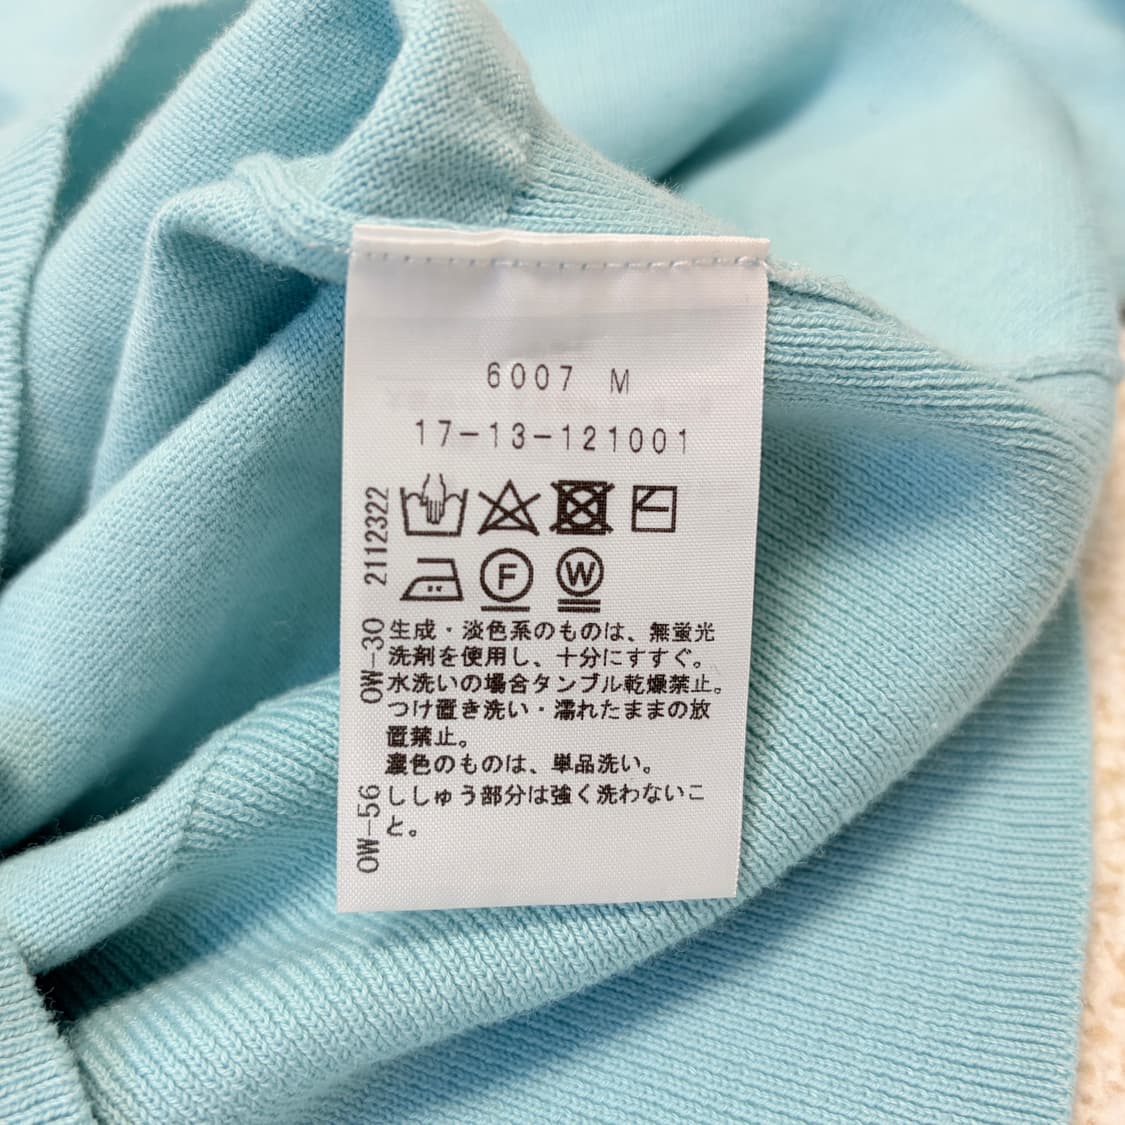 6007 M
17-13-121001
2112322
F W
OW-30
生成・淡色系のものは、無蛍光
洗剤を使用し、十分にすすぐ。
水洗いの場合タンブル乾燥禁止。
つけ置き洗い・濡れたままの放
置禁止。
濃色のものは、単品洗い。
OW-56
ししゅう部分は強く洗わないこ
と。